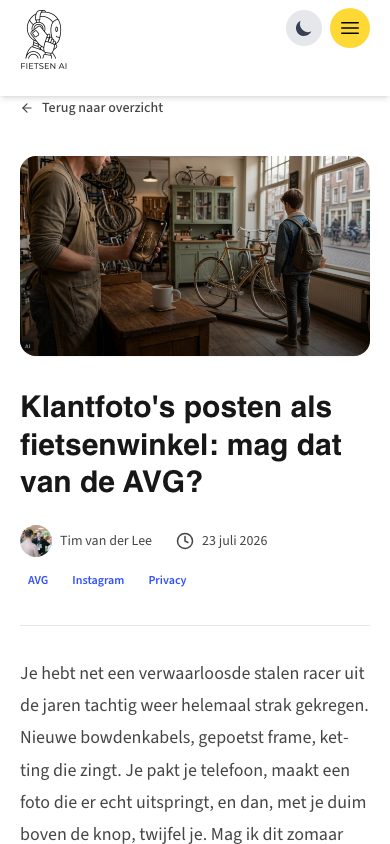 FIETSEN AI
Terug naar overzicht
AI
Klantfoto's posten als
fietsenwinkel: mag dat
van de AVG?
Tim van der Lee
23 juli 2026
AVG
Instagram
Privacy
Je hebt net een verwaarloosde stalen racer uit
de jaren tachtig weer helemaal strak gekregen.
Nieuwe bowdenkabels, gepoetst frame, ket-
ting die zingt. Je pakt je telefoon, maakt een
foto die er echt uitspringt, en dan, met je duim
boven de knop, twijfel je. Mag ik dit zomaar